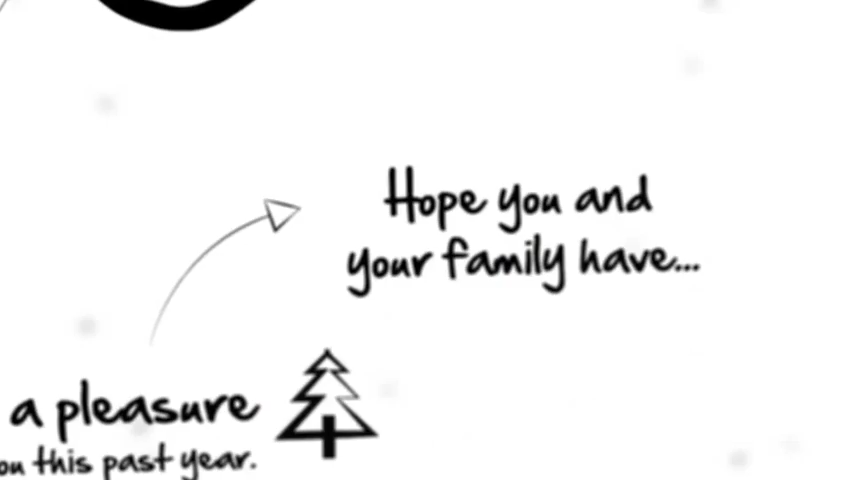 Hope you and
your family have...
a pleasure
this past year.